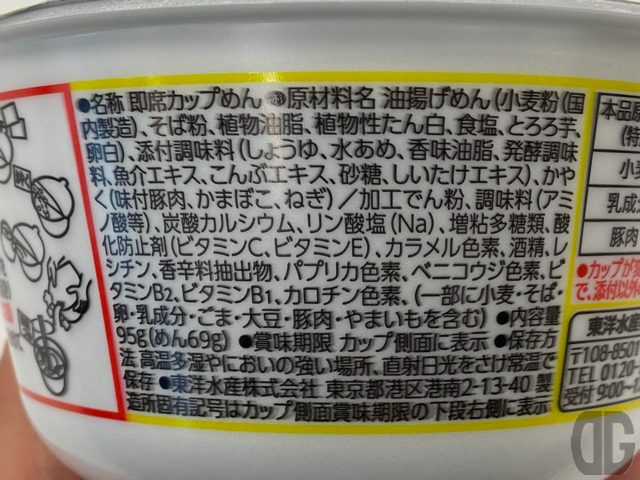 ●名称 即席カップめん ●原材料名 油揚げめん(小麦粉(国
内製造)、そば粉、植物油脂、植物性たん白、食塩、とろろ芋、
卵白)、添付調味料(しょうゆ、水あめ、香味油脂、発酵調味
料、魚介エキス、こんぶエキス、砂糖、しいたけエキス)、かや
く(味付豚肉、かまぼこ、ねぎ)/加工でん粉、調味料(アミ
ノ酸等)、炭酸カルシウム、リン酸塩(Na)、増粘多糖類、酸
化防止剤(ビタミンC、ビタミンE)、カラメル色素、酒精、レ
シチン、香辛料抽出物、パプリカ色素、ベニコウジ色素、ビ
タミンB2、ビタミンB1、カロチン色素、(一部に小麦・そば・
卵・乳成分・ごま・大豆・豚肉・やまいもを含む) ●内容量
95g(めん69g) ●賞味期限 カップ側面に表示 ●保存方
法 高温多湿やにおいの強い場所、直射日光をさけ常温で
保存 ●東洋水産株式会社 東京都港区港南2-13-40 製
造所固有記号はカップ側面賞味期限の下段右側に表示
本品原
(特
小麦
乳成分
豚肉
●カップが
で、添付以外
東洋水産
〒108-8501
TEL 0120-
受付 9:00~
DG